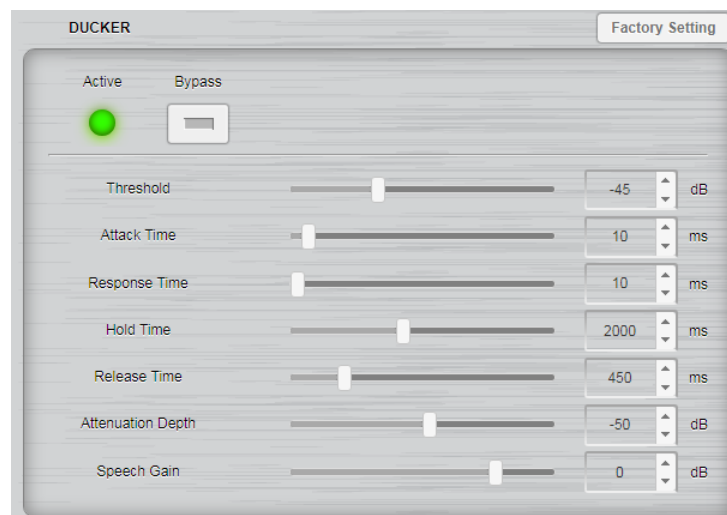 DUCKER Factory Setting
Active Bypass
Threshold -45 dB
Attack Time 10 ms
Response Time 10 ms
Hold Time 2000 ms
Release Time 450 ms
Attenuation Depth -50 dB
Speech Gain 0 dB